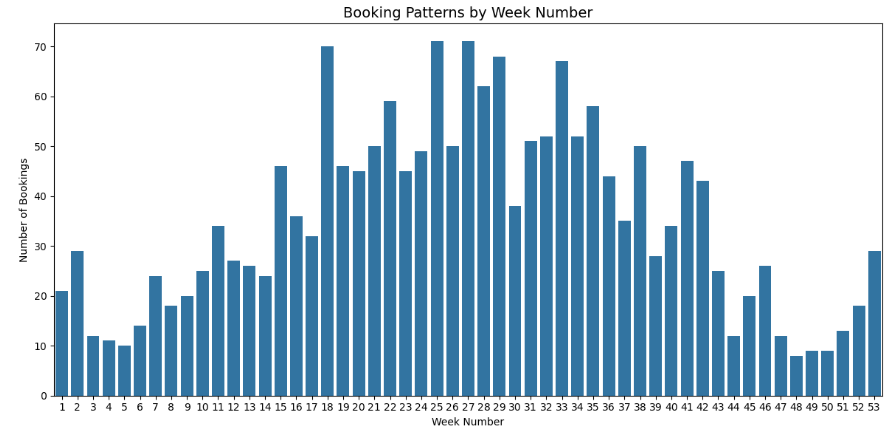 Booking Patterns by Week Number
70
60
50
40
30
20
10
0
Number of Bookings
1 2 3 4 5 6 7 8 9 10 11 12 13 14 15 16 17 18 19 20 21 22 23 24 25 26 27 28 29 30 31 32 33 34 35 36 37 38 39 40 41 42 43 44 45 46 47 48 49 50 51 52 53
Week Number